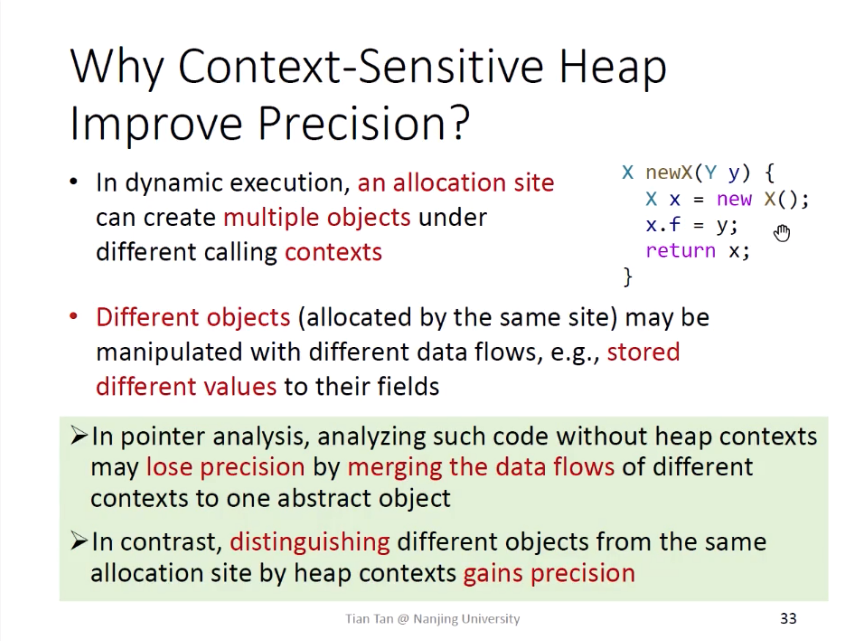 Why Context-Sensitive Heap
Improve Precision?
• In dynamic execution, an allocation site
can create multiple objects under
different calling contexts
X newX(Y y) {
X x = new X();
x.f = y;
return x;
}
• Different objects (allocated by the same site) may be
manipulated with different data flows, e.g., stored
different values to their fields
➢In pointer analysis, analyzing such code without heap contexts
may lose precision by merging the data flows of different
contexts to one abstract object
➢In contrast, distinguishing different objects from the same
allocation site by heap contexts gains precision
Tian Tan @ Nanjing University
33